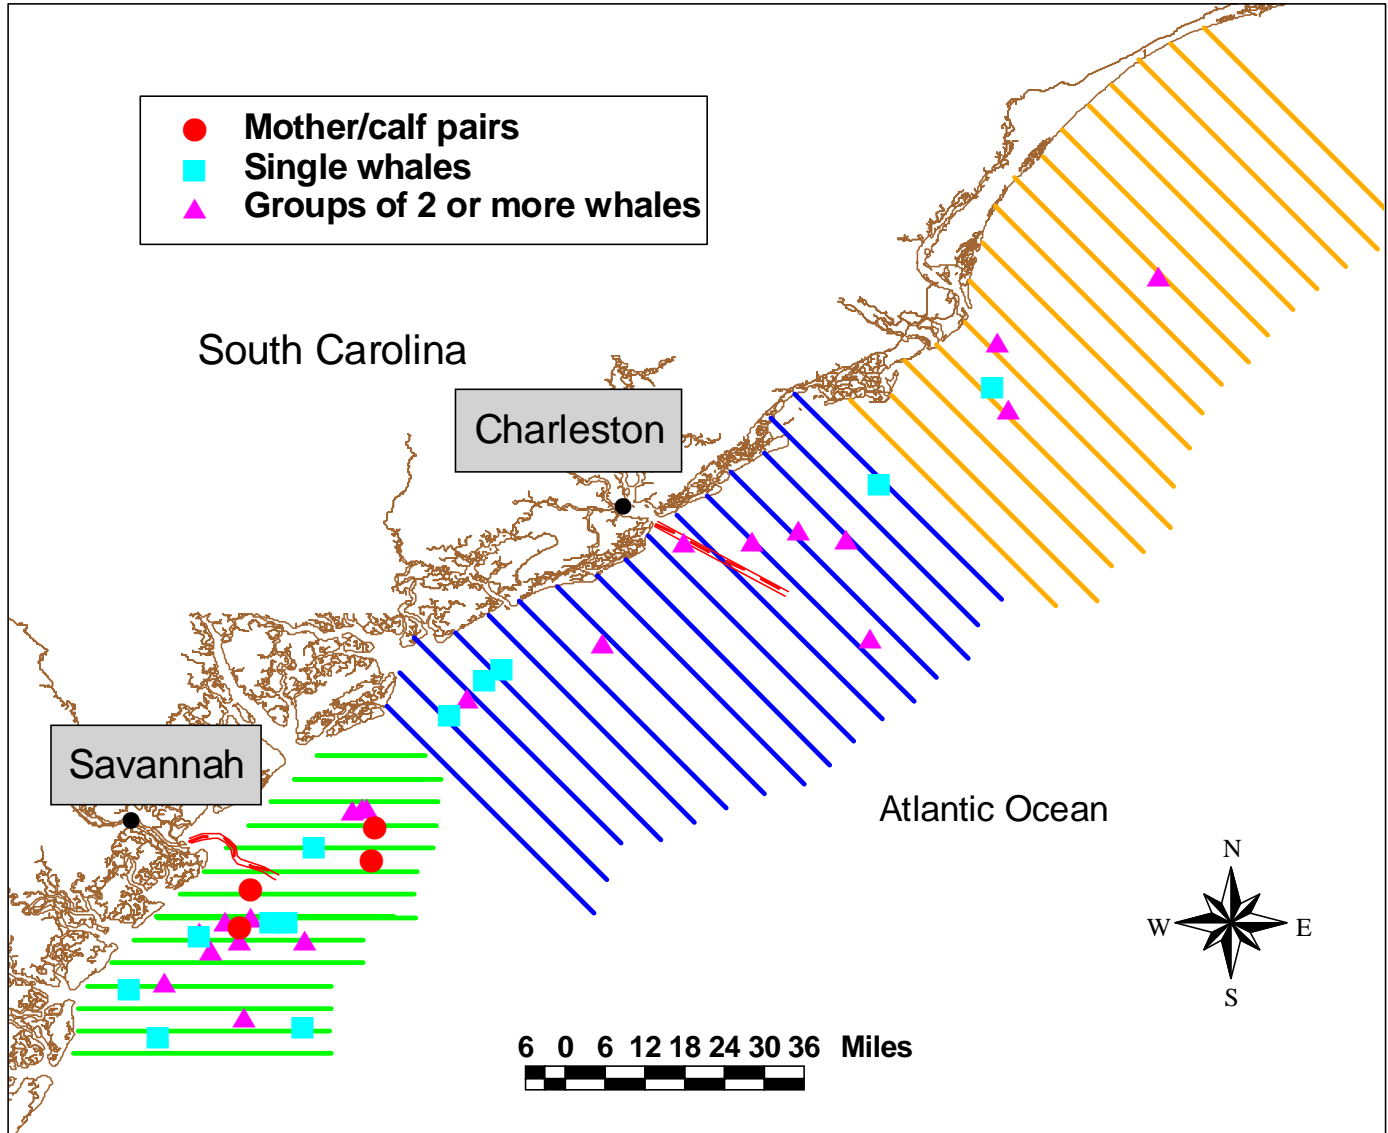 Mother/calf pairs
Single whales
Groups of 2 or more whales
South Carolina
Charleston
Savannah
Atlantic Ocean
N
W E
S
6 0 6 12 18 24 30 36 Miles